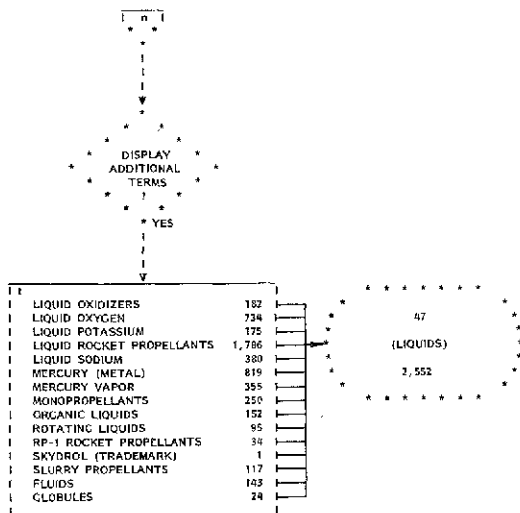 n
DISPLAY
ADDITIONAL
TERMS
?
YES
LIQUID OXIDIZERS 182
LIQUID OXYGEN 734
LIQUID POTASSIUM 175
LIQUID ROCKET PROPELLANTS 1,786
LIQUID SODIUM 380
MERCURY (METAL) 819
MERCURY VAPOR 355
MONOPROPELLANTS 250
ORGANIC LIQUIDS 152
ROTATING LIQUIDS 95
RP-1 ROCKET PROPELLANTS 34
SKYDROL (TRADEMARK) 1
SLURRY PROPELLANTS 117
FLUIDS 143
GLOBULES 24
47
(LIQUIDS)
2,552